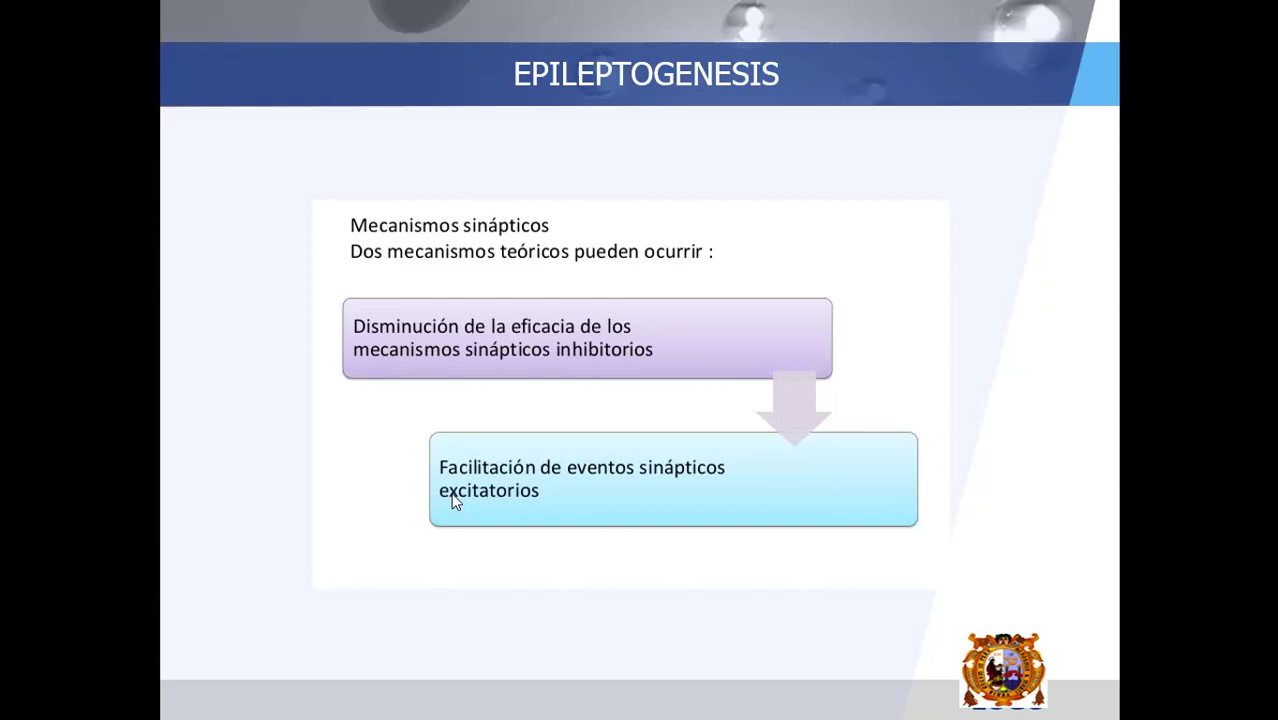 EPILEPTOGENESIS
Mecanismos sinápticos
Dos mecanismos teóricos pueden ocurrir :
Disminución de la eficacia de los
mecanismos sinápticos inhibitorios
Facilitación de eventos sinápticos
excitatorios